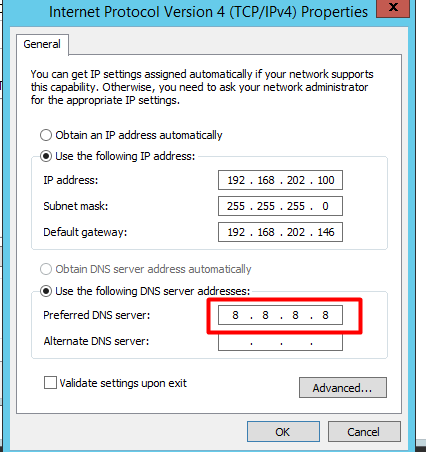 Internet Protocol Version 4 (TCP/IPv4) Properties
x
General
You can get IP settings assigned automatically if your network supports
this capability. Otherwise, you need to ask your network administrator
for the appropriate IP settings.
Obtain an IP address automatically
Use the following IP address:
IP address: 192 . 168 . 202 . 100
Subnet mask: 255 . 255 . 255 . 0
Default gateway: 192 . 168 . 202 . 146
Obtain DNS server address automatically
Use the following DNS server addresses:
Preferred DNS server: 8 . 8 . 8 . 8
Alternate DNS server: . . .
Validate settings upon exit
Advanced...
OK Cancel